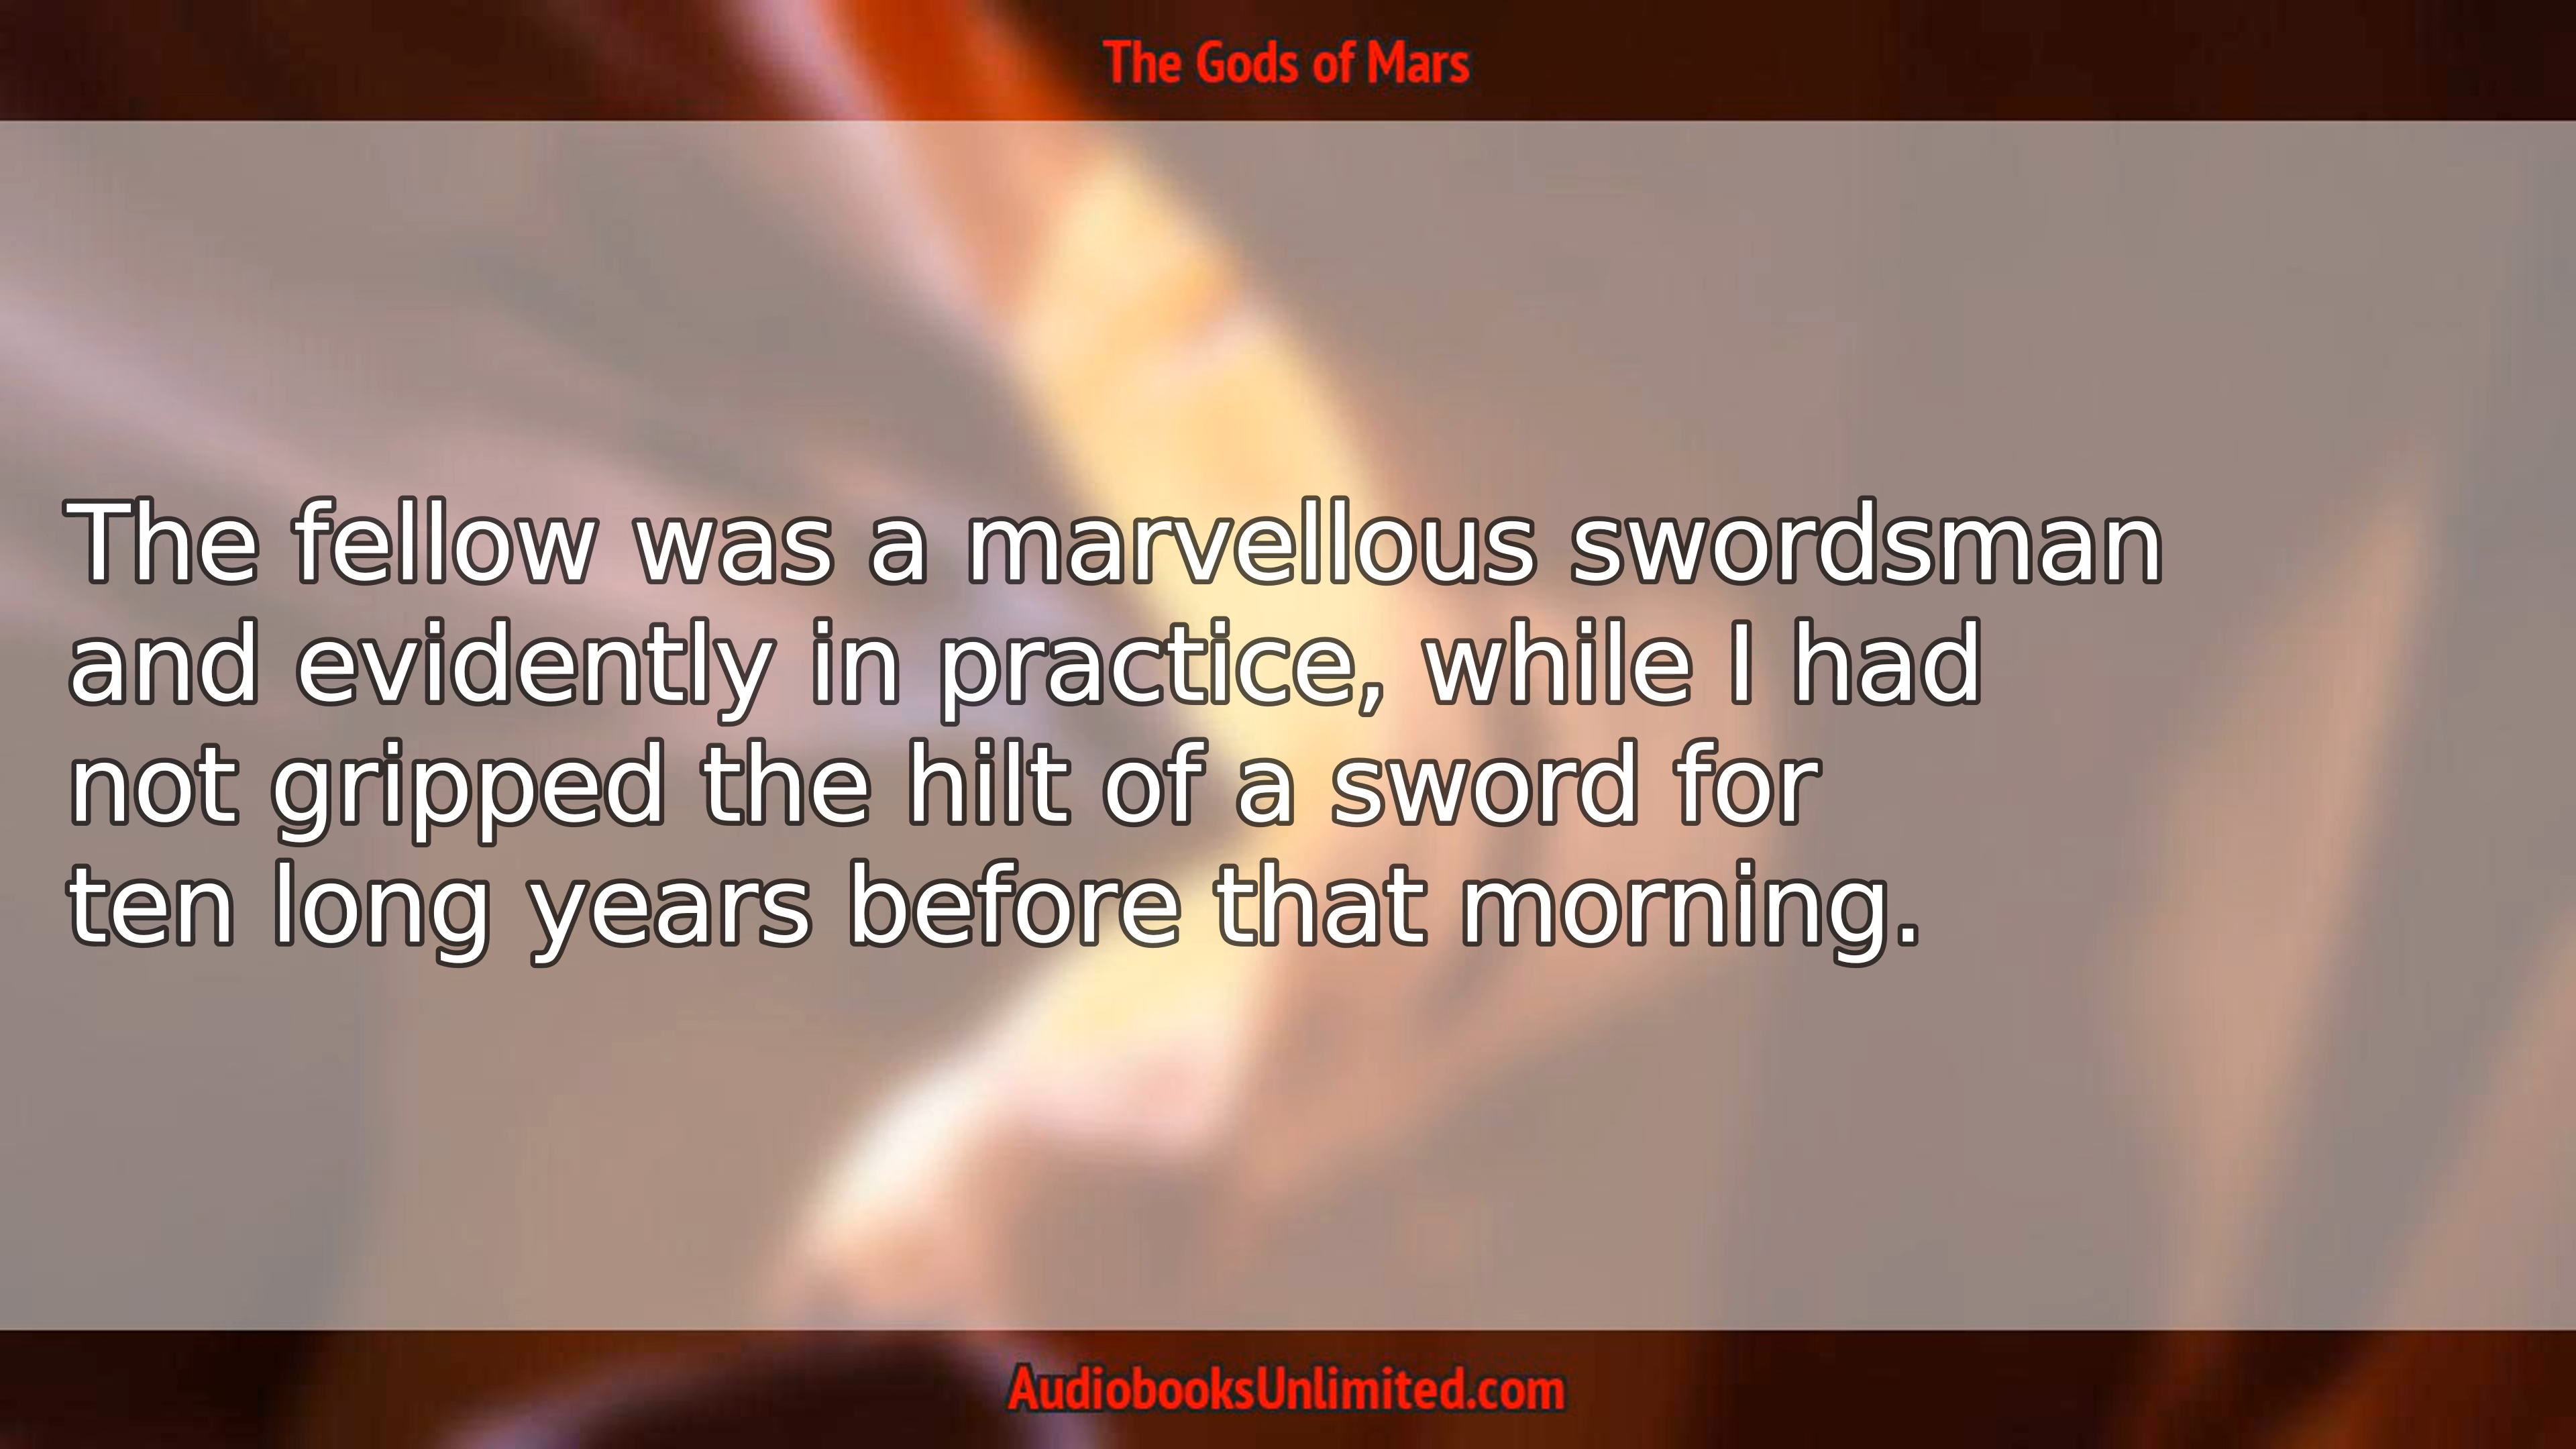 The Gods of Mars
The fellow was a marvellous swordsman
and evidently in practice, while I had
not gripped the hilt of a sword for
ten long years before that morning.
AudiobooksUnlimited.com